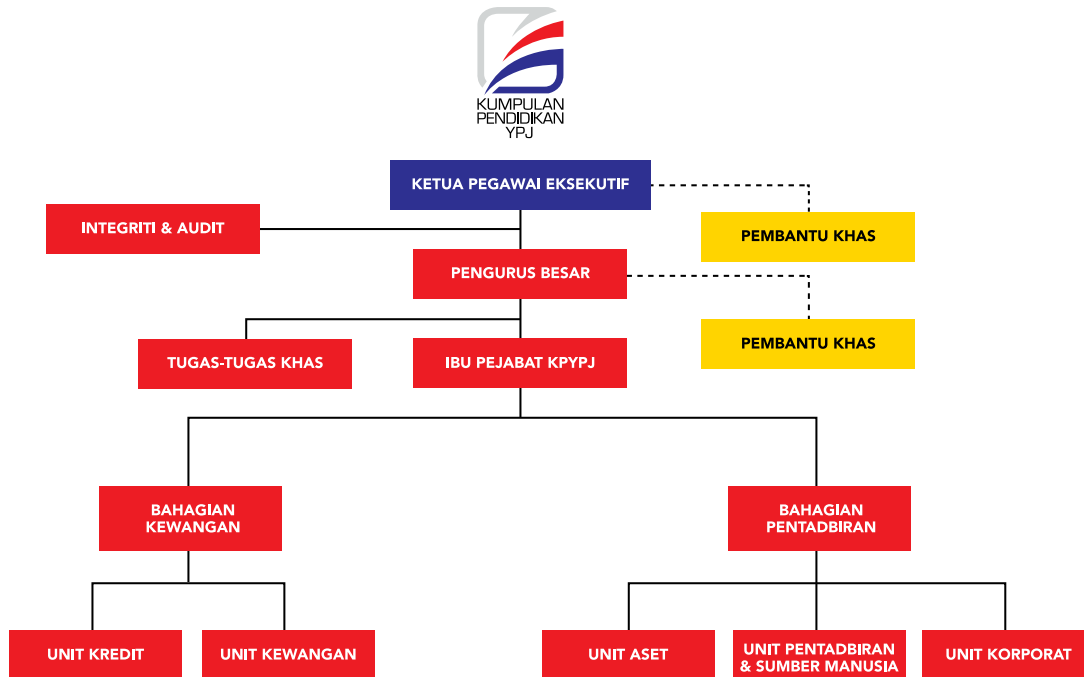 KUMPULAN
PENDIDIKAN
YPJ
KETUA PEGAWAI EKSEKUTIF
INTEGRITI & AUDIT
PEMBANTU KHAS
PENGURUS BESAR
TUGAS-TUGAS KHAS
IBU PEJABAT KPYPJ
PEMBANTU KHAS
BAHAGIAN
KEWANGAN
BAHAGIAN
PENTADBIRAN
UNIT KREDIT
UNIT KEWANGAN
UNIT ASET
UNIT PENTADBIRAN
& SUMBER MANUSIA
UNIT KORPORAT